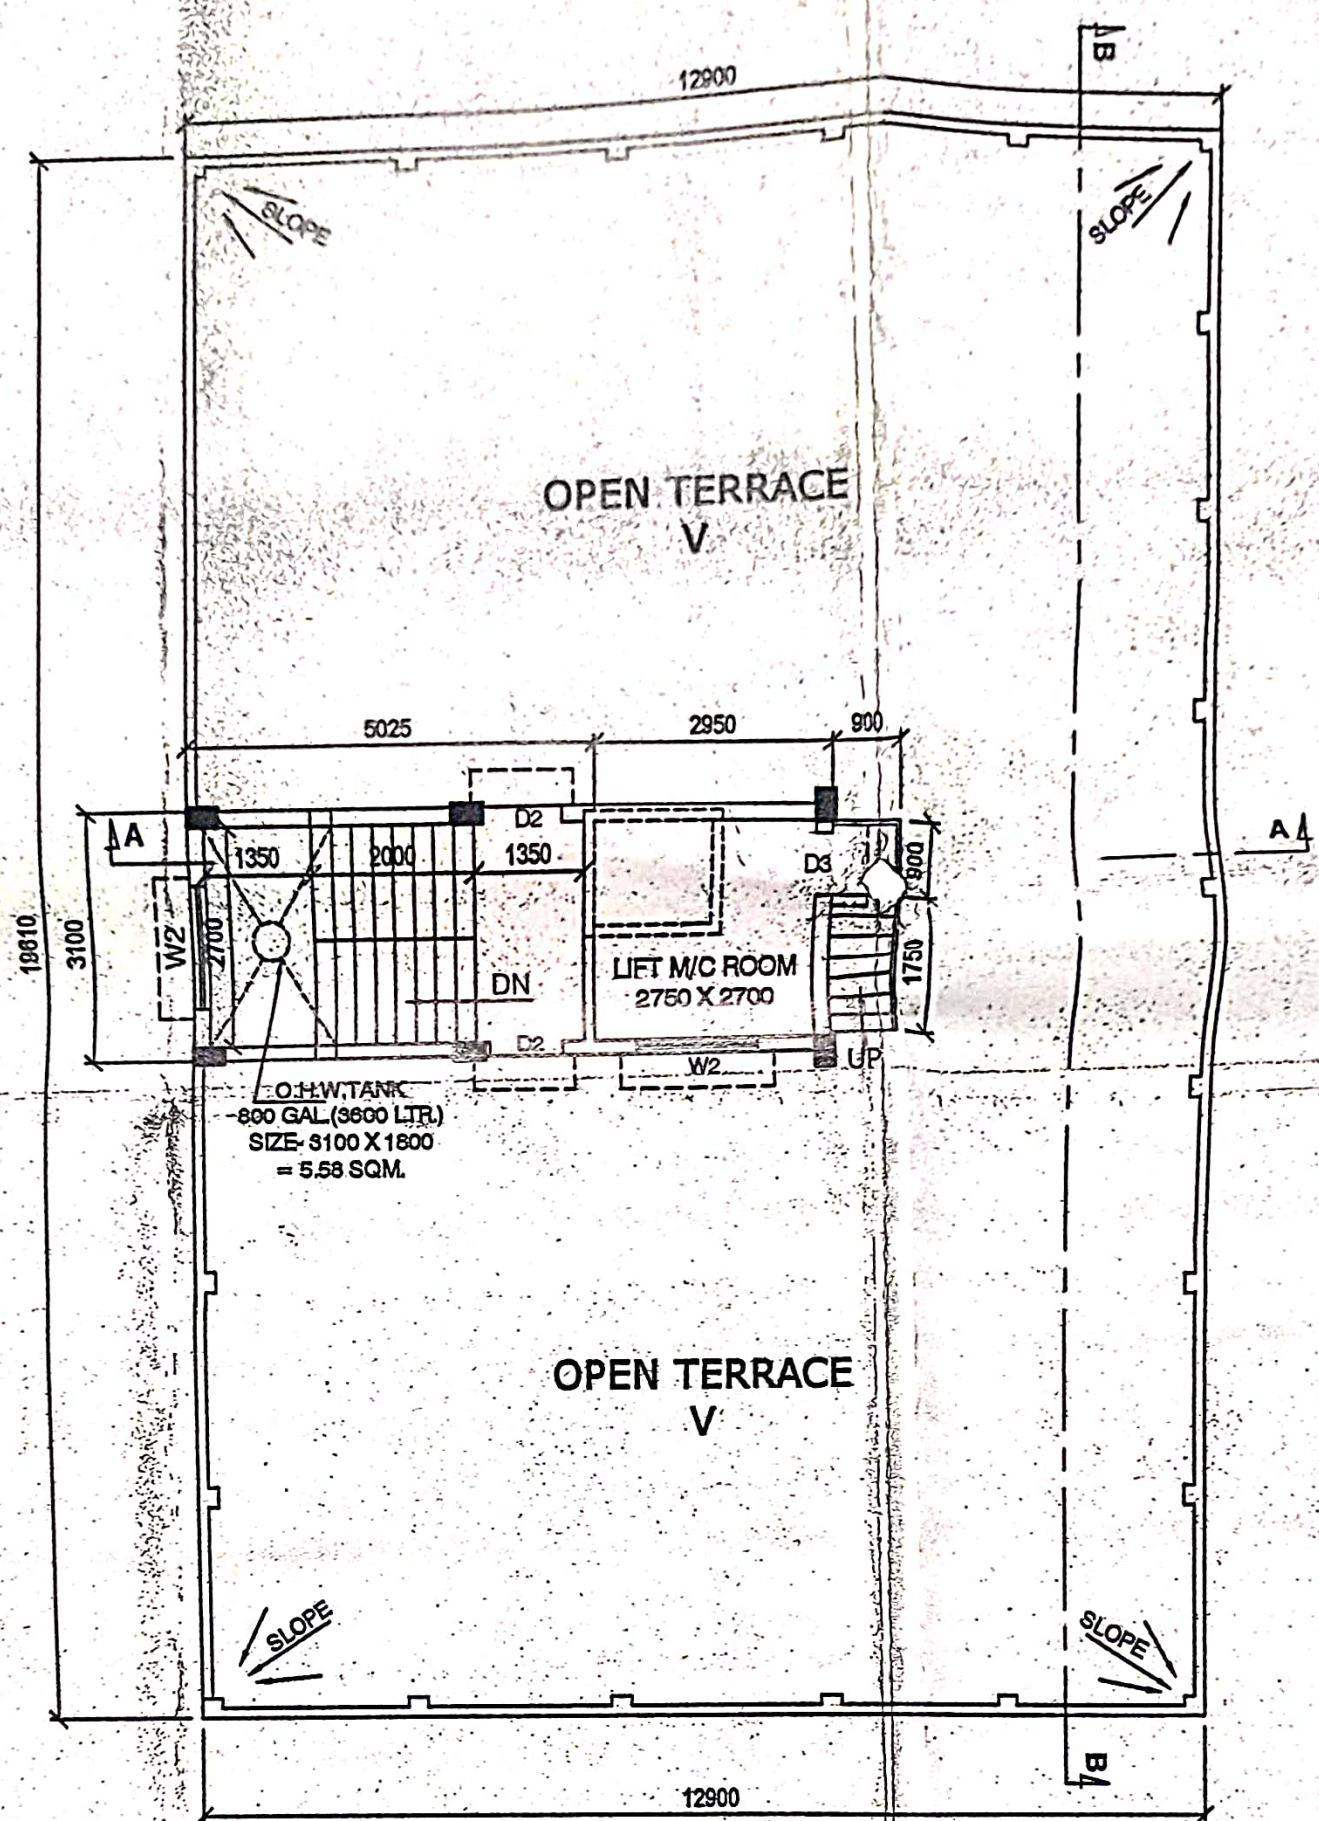 B
12900
SLOPE
SLOPE
OPEN TERRACE
V
5025
2950
900
A
D2
A
1350
2000
1350
D3
900
19610
3100
W2
2700
DN
LIFT M/C ROOM
2750 X 2700
1750
D2
W2
UP
O.H.W.TANK
800 GAL.(3600 LTR.)
SIZE- 3100 X 1800
= 5.58 SQM.
OPEN TERRACE
V
SLOPE
SLOPE
B
12900